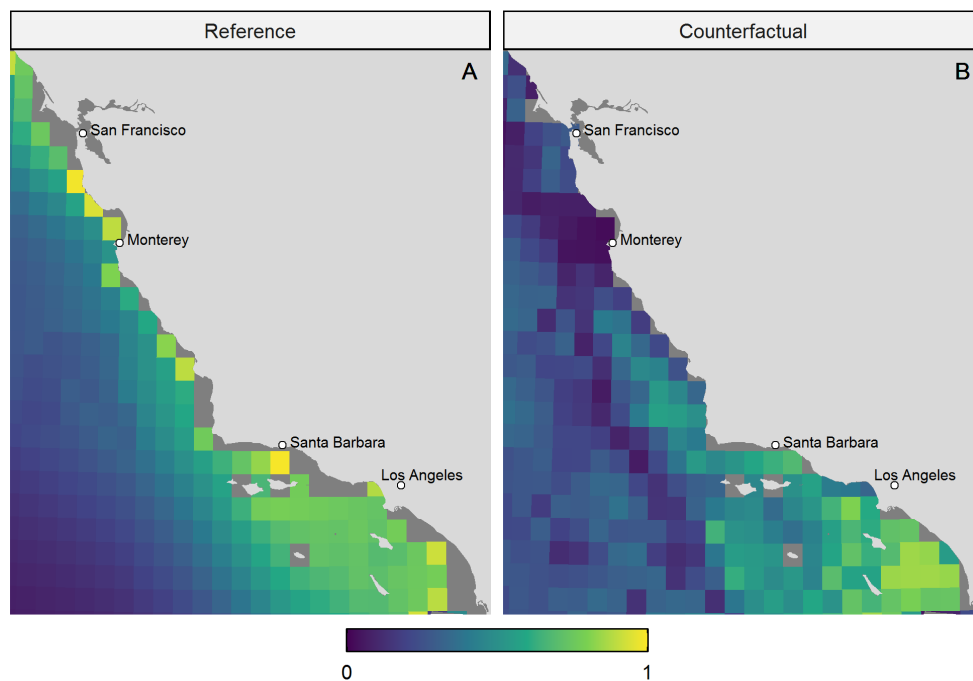 Reference
Counterfactual
A
San Francisco
Monterey
Santa Barbara
Los Angeles
B
San Francisco
Monterey
Santa Barbara
Los Angeles
0
1